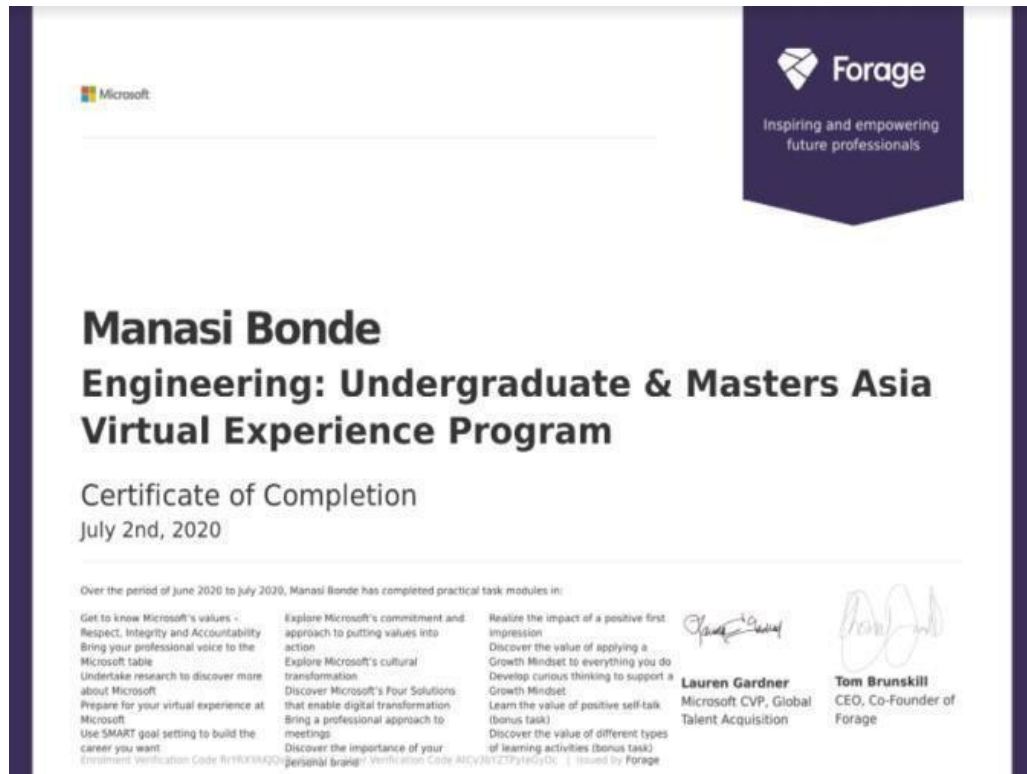 Microsoft
Forage
Inspiring and empowering
future professionals
Manasi Bonde
Engineering: Undergraduate & Masters Asia
Virtual Experience Program
Certificate of Completion
July 2nd, 2020
Over the period of June 2020 to July 2020, Manasi Bonde has completed practical task modules in:
Get to know Microsoft's values -
Respect, Integrity and Accountability
Bring your professional voice to the
Microsoft table
Undertake research to discover more
about Microsoft
Prepare for your virtual experience at
Microsoft
Use SMART goal setting to build the
career you want
Explore Microsoft's commitment and
approach to putting values into
action
Explore Microsoft's cultural
transformation
Discover Microsoft's Four Solutions
that enable digital transformation
Bring a professional approach to
meetings
Discover the importance of your
personal brand
Realize the impact of a positive first
impression
Discover the value of applying a
Growth Mindset to everything you do
Develop curious thinking to support a
Growth Mindset
Learn the value of positive self-talk
(bonus task)
Discover the value of different types
of learning activities (bonus task)
Lauren Gardner
Microsoft CVP, Global
Talent Acquisition
Tom Brunskill
CEO, Co-Founder of
Forage
Enrolment Verification Code Verification Code | Issued by Forage